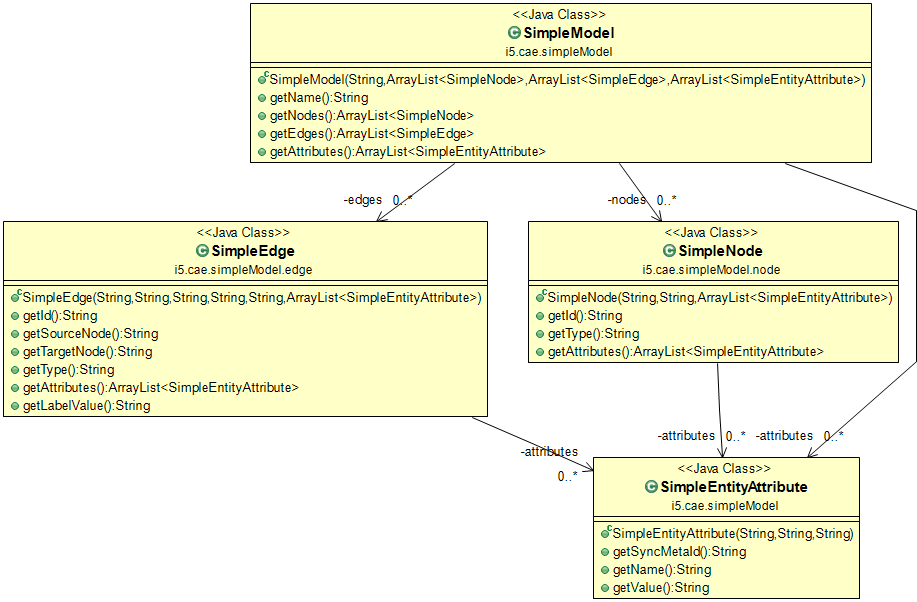 <<Java Class>>
SimpleModel
i5.cae.simpleModel
SimpleModel(String,ArrayList<SimpleNode>,ArrayList<SimpleEdge>,ArrayList<SimpleEntityAttribute>)
getName():String
getNodes():ArrayList<SimpleNode>
getEdges():ArrayList<SimpleEdge>
getAttributes():ArrayList<SimpleEntityAttribute>
-edges 0..*
-nodes 0..*
<<Java Class>>
SimpleEdge
i5.cae.simpleModel.edge
SimpleEdge(String,String,String,String,String,ArrayList<SimpleEntityAttribute>)
getId():String
getSourceNode():String
getTargetNode():String
getType():String
getAttributes():ArrayList<SimpleEntityAttribute>
getLabelValue():String
<<Java Class>>
SimpleNode
i5.cae.simpleModel.node
SimpleNode(String,String,ArrayList<SimpleEntityAttribute>)
getId():String
getType():String
getAttributes():ArrayList<SimpleEntityAttribute>
-attributes 0..*
-attributes 0..*
-attributes
0..*
<<Java Class>>
SimpleEntityAttribute
i5.cae.simpleModel
SimpleEntityAttribute(String,String,String)
getSyncMetaId():String
getName():String
getValue():String